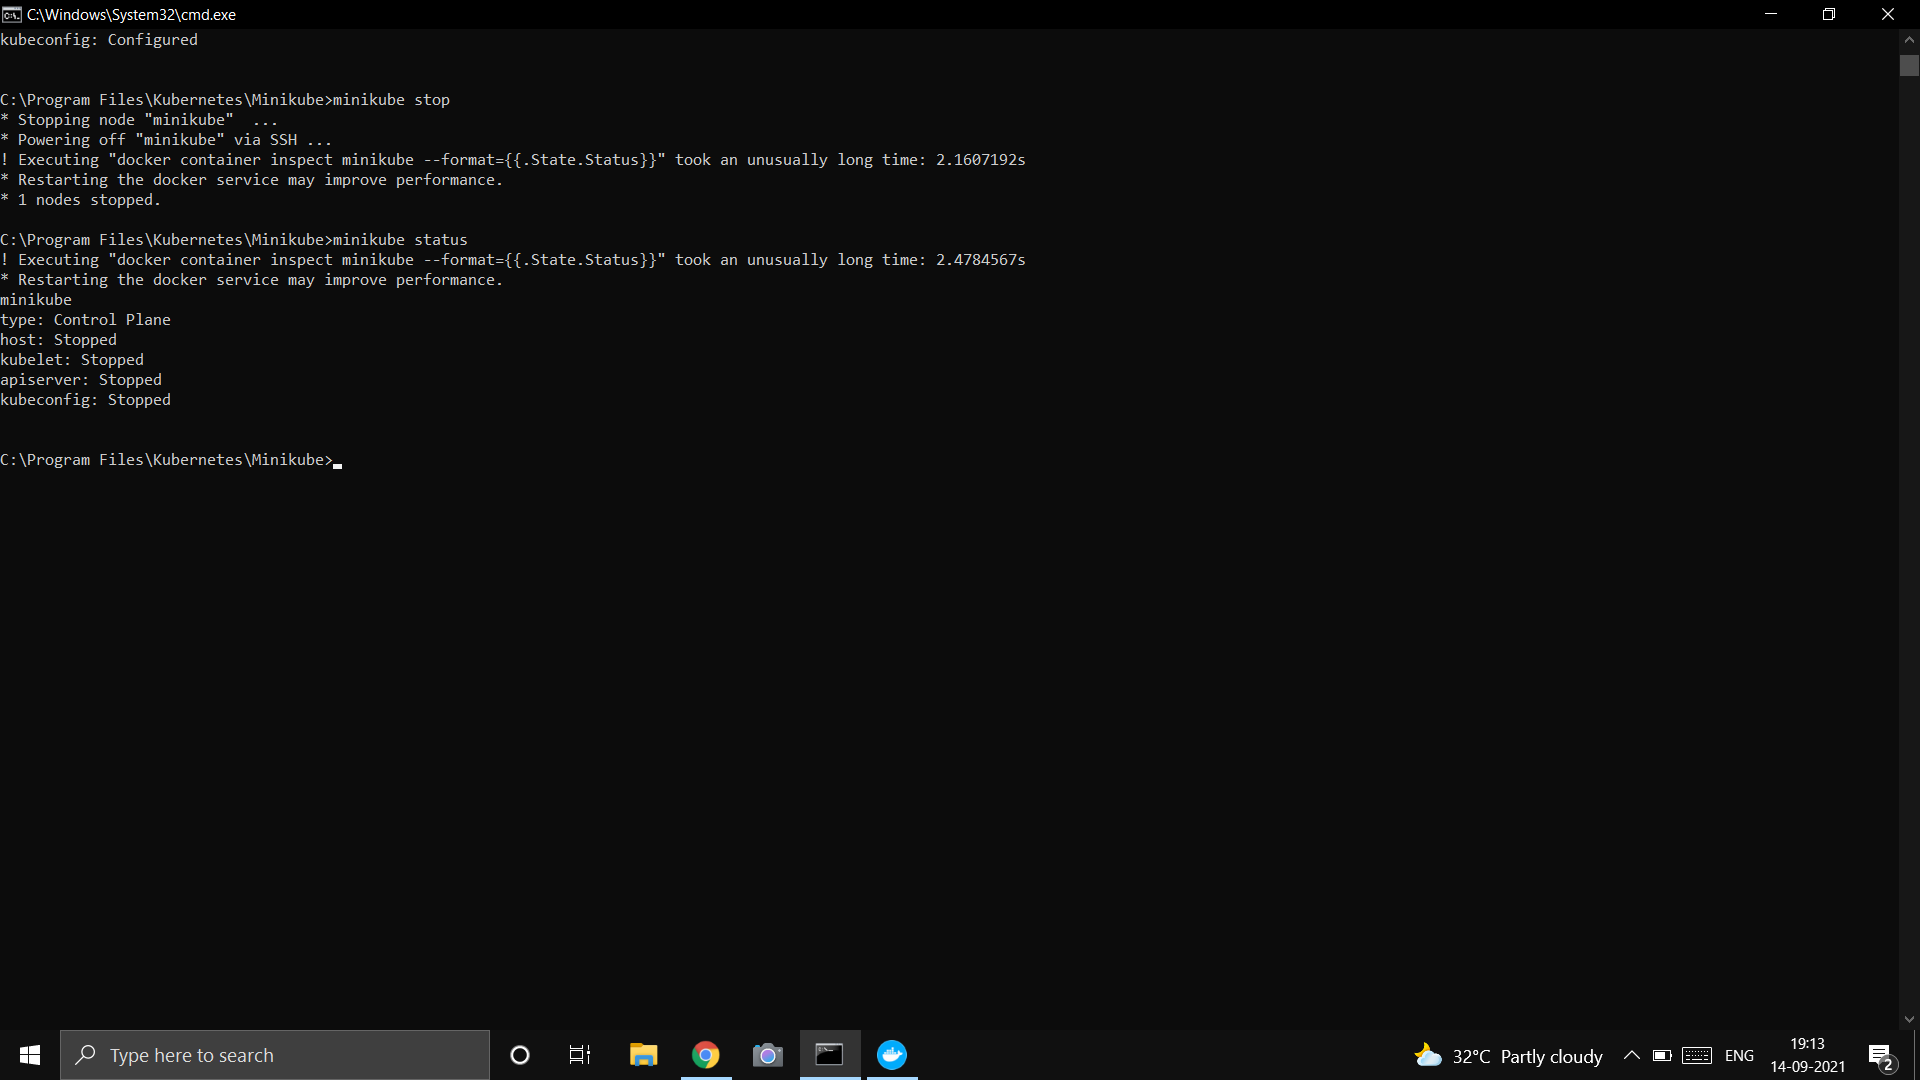 C:\Windows\System32\cmd.exe
kubeconfig: Configured
C:\Program Files\Kubernetes\Minikube>minikube stop
* Stopping node "minikube"  ...
* Powering off "minikube" via SSH ...
! Executing "docker container inspect minikube --format={{.State.Status}}" took an unusually long time: 2.1607192s
* Restarting the docker service may improve performance.
* 1 nodes stopped.
C:\Program Files\Kubernetes\Minikube>minikube status
! Executing "docker container inspect minikube --format={{.State.Status}}" took an unusually long time: 2.4784567s
* Restarting the docker service may improve performance.
minikube
type: Control Plane
host: Stopped
kubelet: Stopped
apiserver: Stopped
kubeconfig: Stopped
C:\Program Files\Kubernetes\Minikube>
Type here to search
32°C Partly cloudy
ENG
19:13
14-09-2021
2